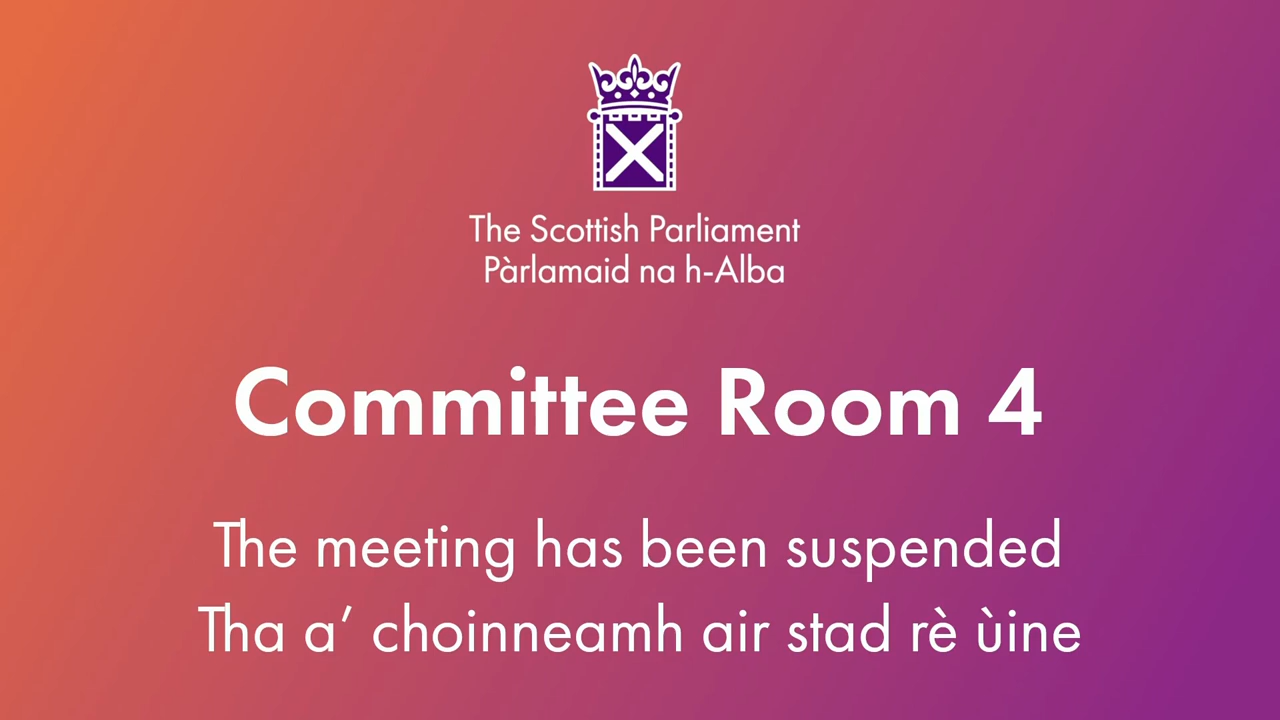 The Scottish Parliament
Pàrlamaid na h-Alba
Committee Room 4
The meeting has been suspended
Tha a’ choinneamh air stad rè ùine